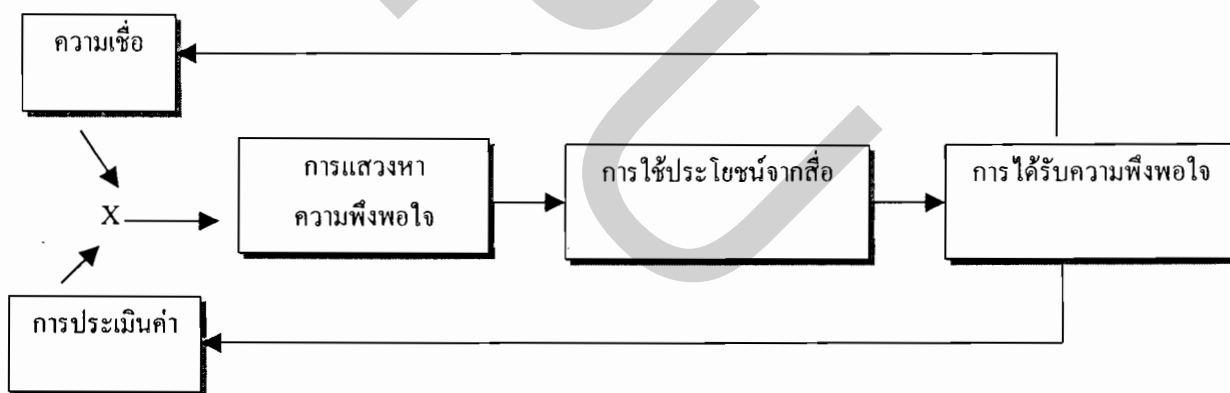 ความเชื่อ
การแสวงหา
ความพึงพอใจ
การใช้ประโยชน์จากสื่อ
การได้รับความพึงพอใจ
X
การประเมินค่า